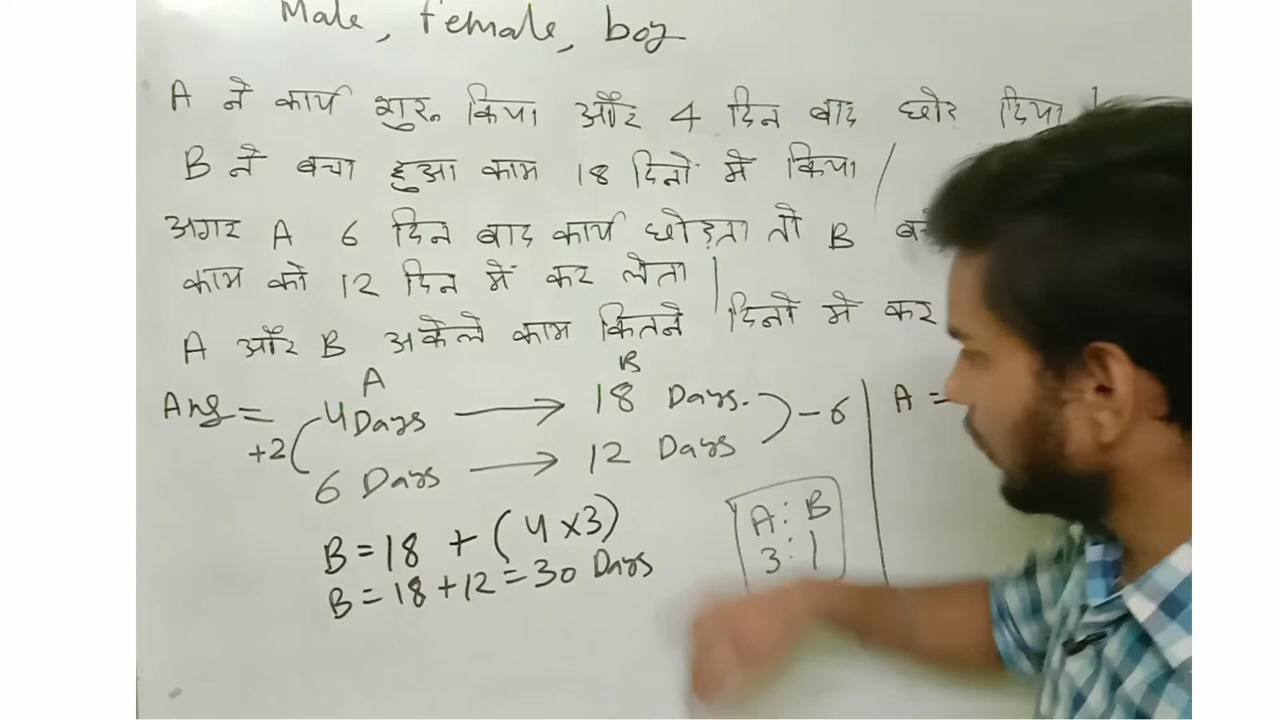 Male, female, boy
A ने कार्य शुरू किया और 4 दिन बाद छोड़ दिया |
B ने बचा हुआ काम 18 दिनों में किया /
अगर A 6 दिन बाद कार्य छोड़ता तो B
काम को 12 दिन में कर लेता |
A और B अकेले काम कितने दिनों में कर
Ans =
A B
4 Days → 18 Days.
+2 -6
6 Days → 12 Days
B = 18 + (4 x 3)
B = 18 + 12 = 30 Days
A : B
3 : 1
A =